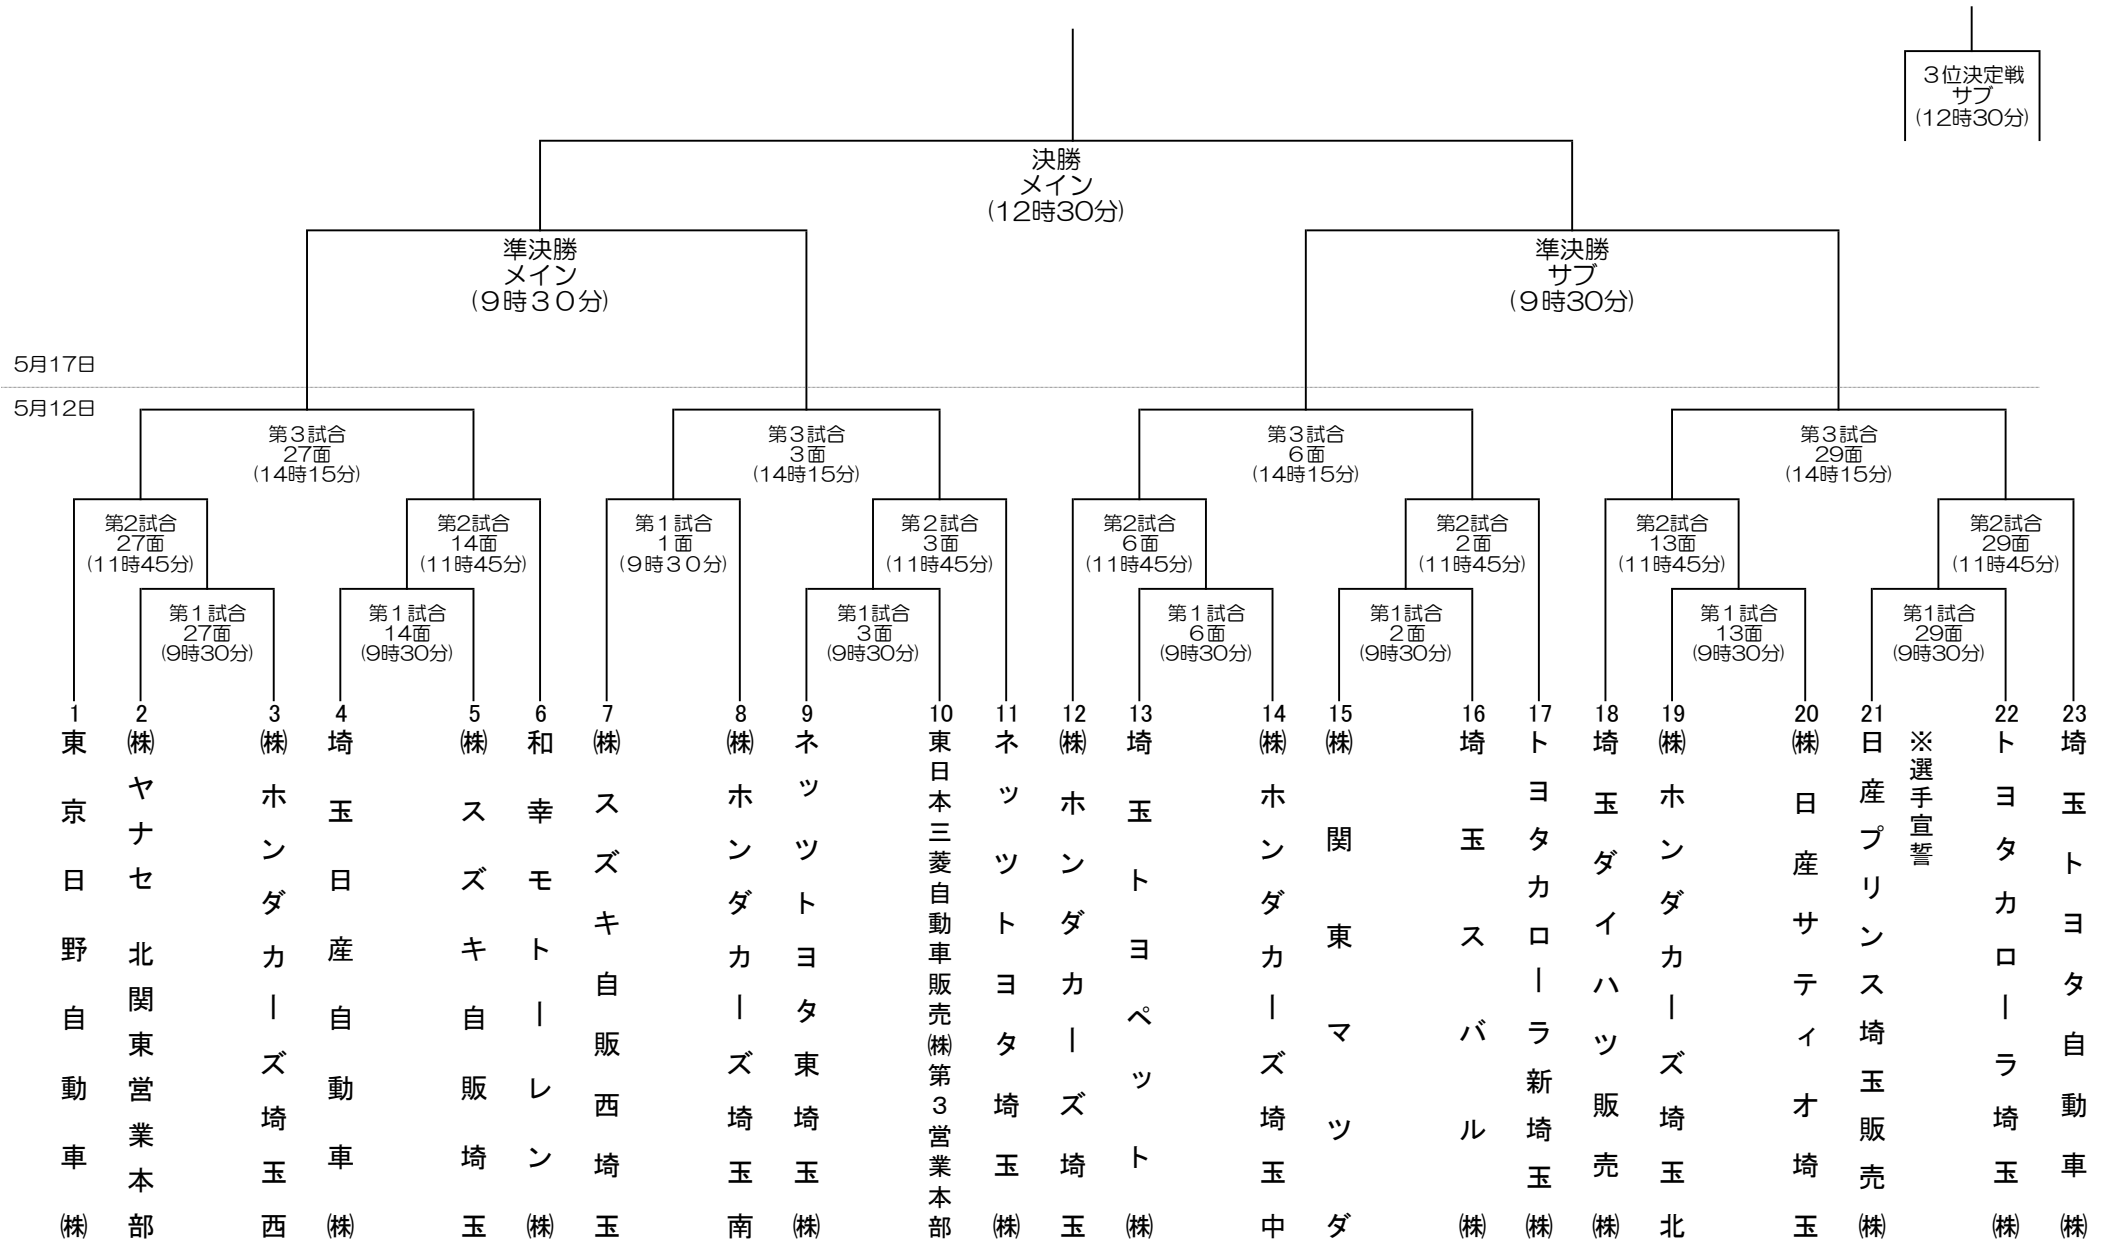 3位決定戦
サブ
(12時30分)
決勝
メイン
(12時30分)
準決勝
メイン
(9時30分)
準決勝
サブ
(9時30分)
5月17日
5月12日
第3試合
27面
(14時15分)
第3試合
3面
(14時15分)
第3試合
6面
(14時15分)
第3試合
29面
(14時15分)
第2試合
27面
(11時45分)
第2試合
14面
(11時45分)
第1試合
1面
(9時30分)
第2試合
3面
(11時45分)
第2試合
6面
(11時45分)
第2試合
2面
(11時45分)
第2試合
13面
(11時45分)
第2試合
29面
(11時45分)
第1試合
27面
(9時30分)
第1試合
14面
(9時30分)
第1試合
3面
(9時30分)
第1試合
6面
(9時30分)
第1試合
2面
(9時30分)
第1試合
13面
(9時30分)
第1試合
29面
(9時30分)
1
東京日野自動車㈱
2
㈱ヤナセ 北関東営業本部
3
㈱ホンダカーズ埼玉西
4
埼玉日産自動車㈱
5
㈱スズキ自販埼玉
6
和幸モトーレン㈱
7
㈱スズキ自販西埼玉
8
㈱ホンダカーズ埼玉南
9
ネッツトヨタ東埼玉㈱
10
東日本三菱自動車販売㈱第3営業本部
11
ネッツトヨタ埼玉㈱
12
㈱ホンダカーズ埼玉
13
埼玉トヨペット㈱
14
㈱ホンダカーズ埼玉中
15
㈱関東マツダ
16
埼玉スバル㈱
17
トヨタカローラ新埼玉㈱
18
埼玉ダイハツ販売㈱
19
㈱ホンダカーズ埼玉北
20
㈱日産サティオ埼玉
21
日産プリンス埼玉販売㈱
※選手宣誓
22
トヨタカローラ埼玉㈱
23
埼玉トヨタ自動車㈱